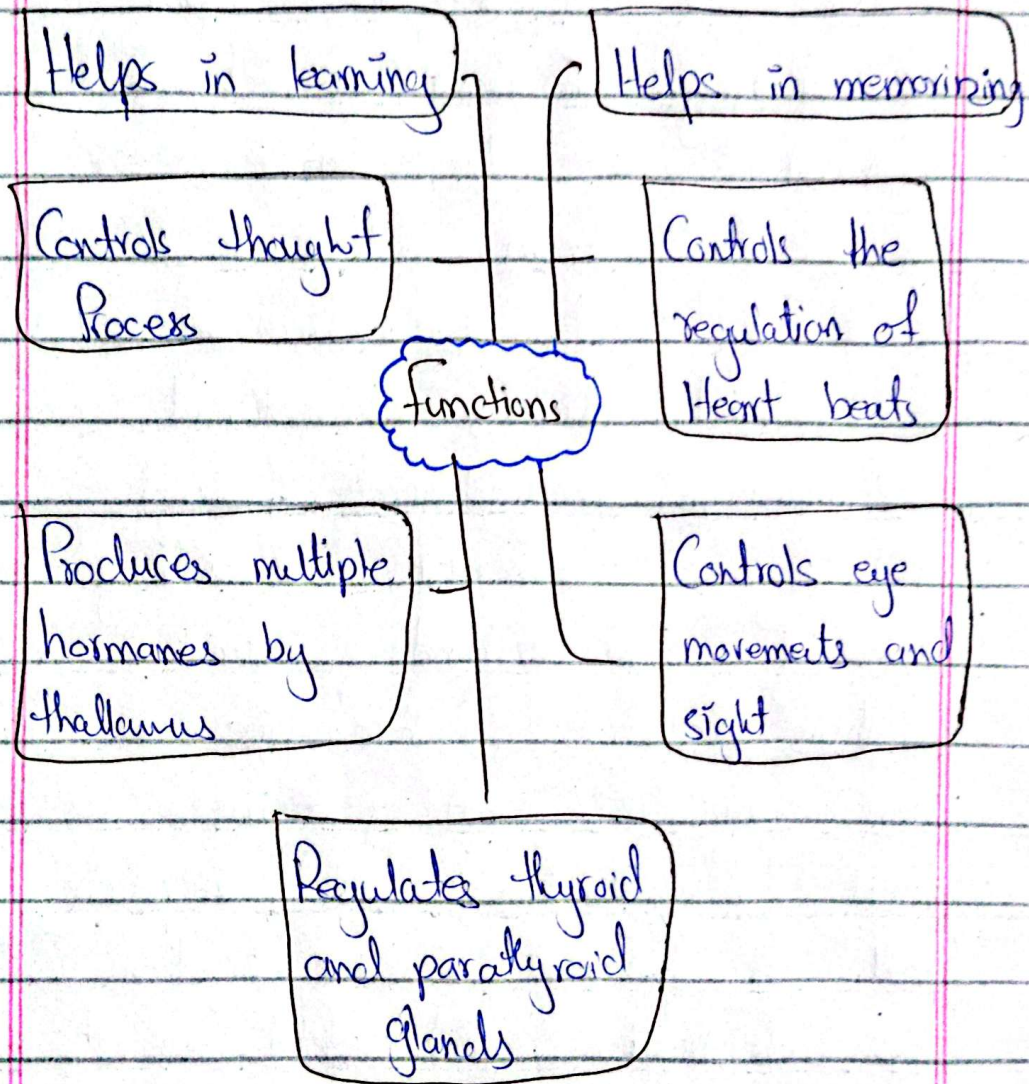 Helps in learning
Helps in memorizing
Controls thought
Process
Controls the
regulation of
Heart beats
functions
Produces multiple
hormanes by
thallamus
Controls eye
movements and
sight
Regulates thyroid
and parathyroid
glands